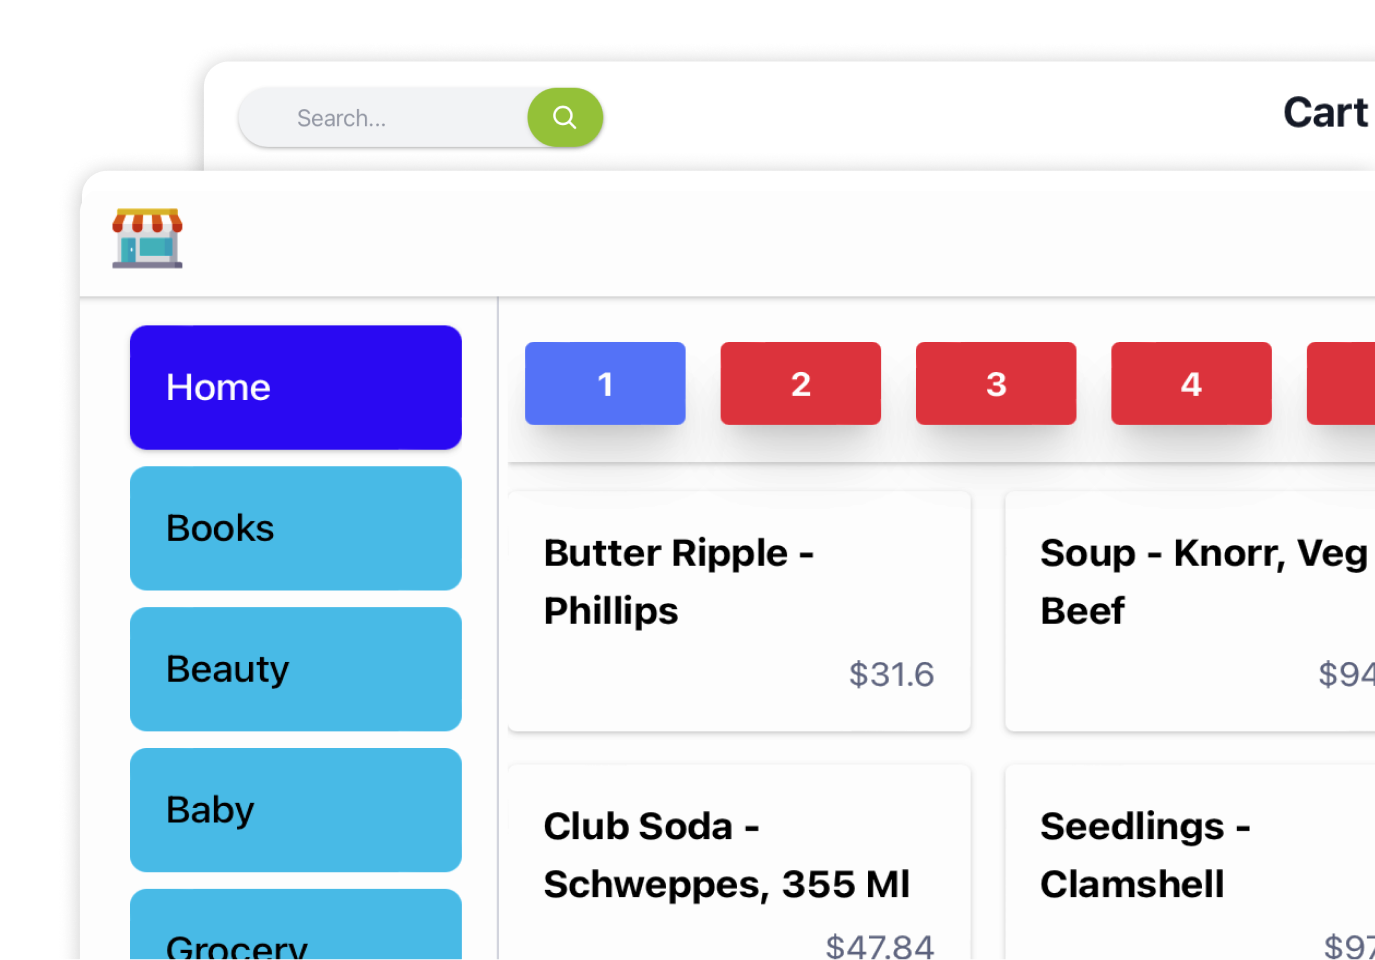 Search...
Cart
Home
Books
Beauty
Baby
Grocery
1
2
3
4
Butter Ripple -
Phillips
$31.6
Soup - Knorr, Veg
Beef
$94
Club Soda -
Schweppes, 355 Ml
$47.84
Seedlings -
Clamshell
$97